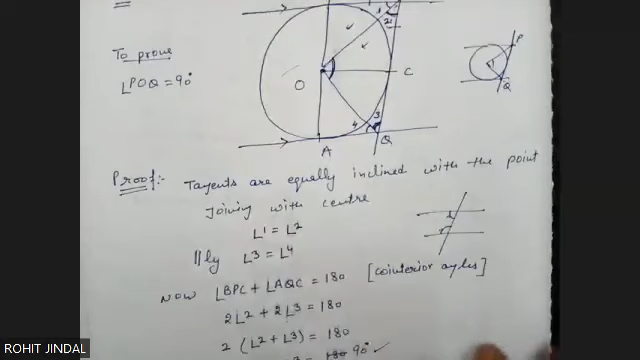 1
2
P
To prove
∠POQ = 90°
O
C
1
Q
3
4
A
Q
Proof:- Tangents are equally inclined with the point
Joining with centre
∠1 = ∠2
||ly ∠3 = ∠4
Now ∠BPC + ∠AQC = 180 [cointerior angles]
2∠2 + 2∠3 = 180
2 (∠2 + ∠3) = 180
90° ✓
ROHIT JINDAL